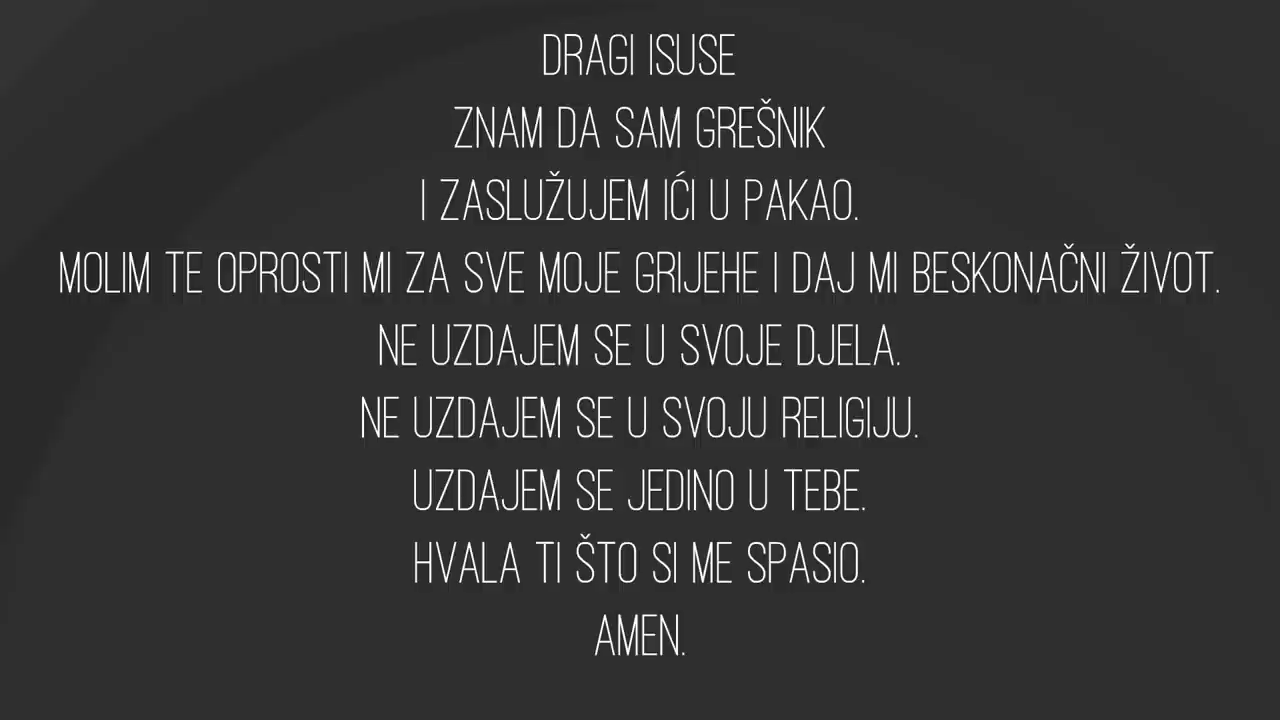 DRAGI ISUSE
ZNAM DA SAM GREŠNIK
I ZASLUŽUJEM IĆI U PAKAO.
MOLIM TE OPROSTI MI ZA SVE MOJE GRIJEHE I DAJ MI BESKONAČNI ŽIVOT.
NE UZDAJEM SE U SVOJE DJELA.
NE UZDAJEM SE U SVOJU RELIGIJU.
UZDAJEM SE JEDINO U TEBE.
HVALA TI ŠTO SI ME SPASIO.
AMEN.